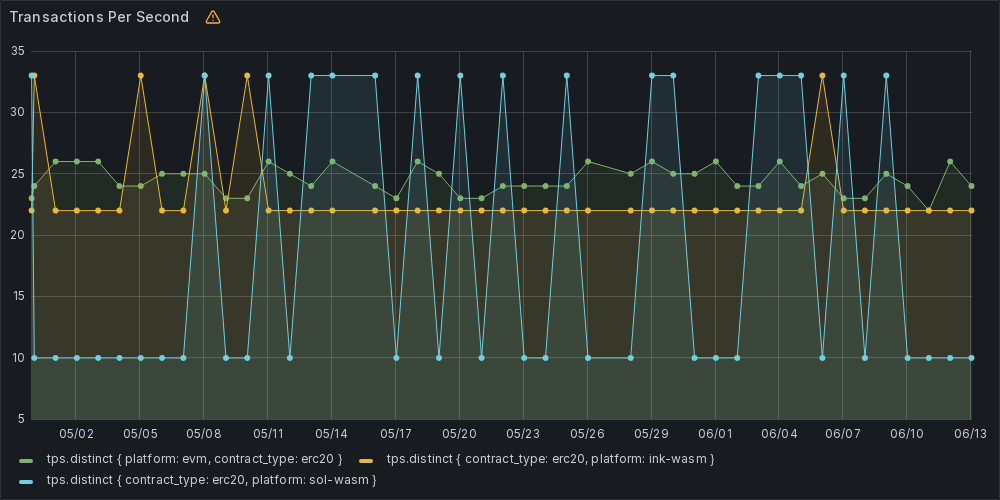 Transactions Per Second
35
30
25
20
15
10
5
05/02 05/05 05/08 05/11 05/14 05/17 05/20 05/23 05/26 05/29 06/01 06/04 06/07 06/10 06/13
tps.distinct { platform: evm, contract_type: erc20 } tps.distinct { contract_type: erc20, platform: ink-wasm }
tps.distinct { contract_type: erc20, platform: sol-wasm }